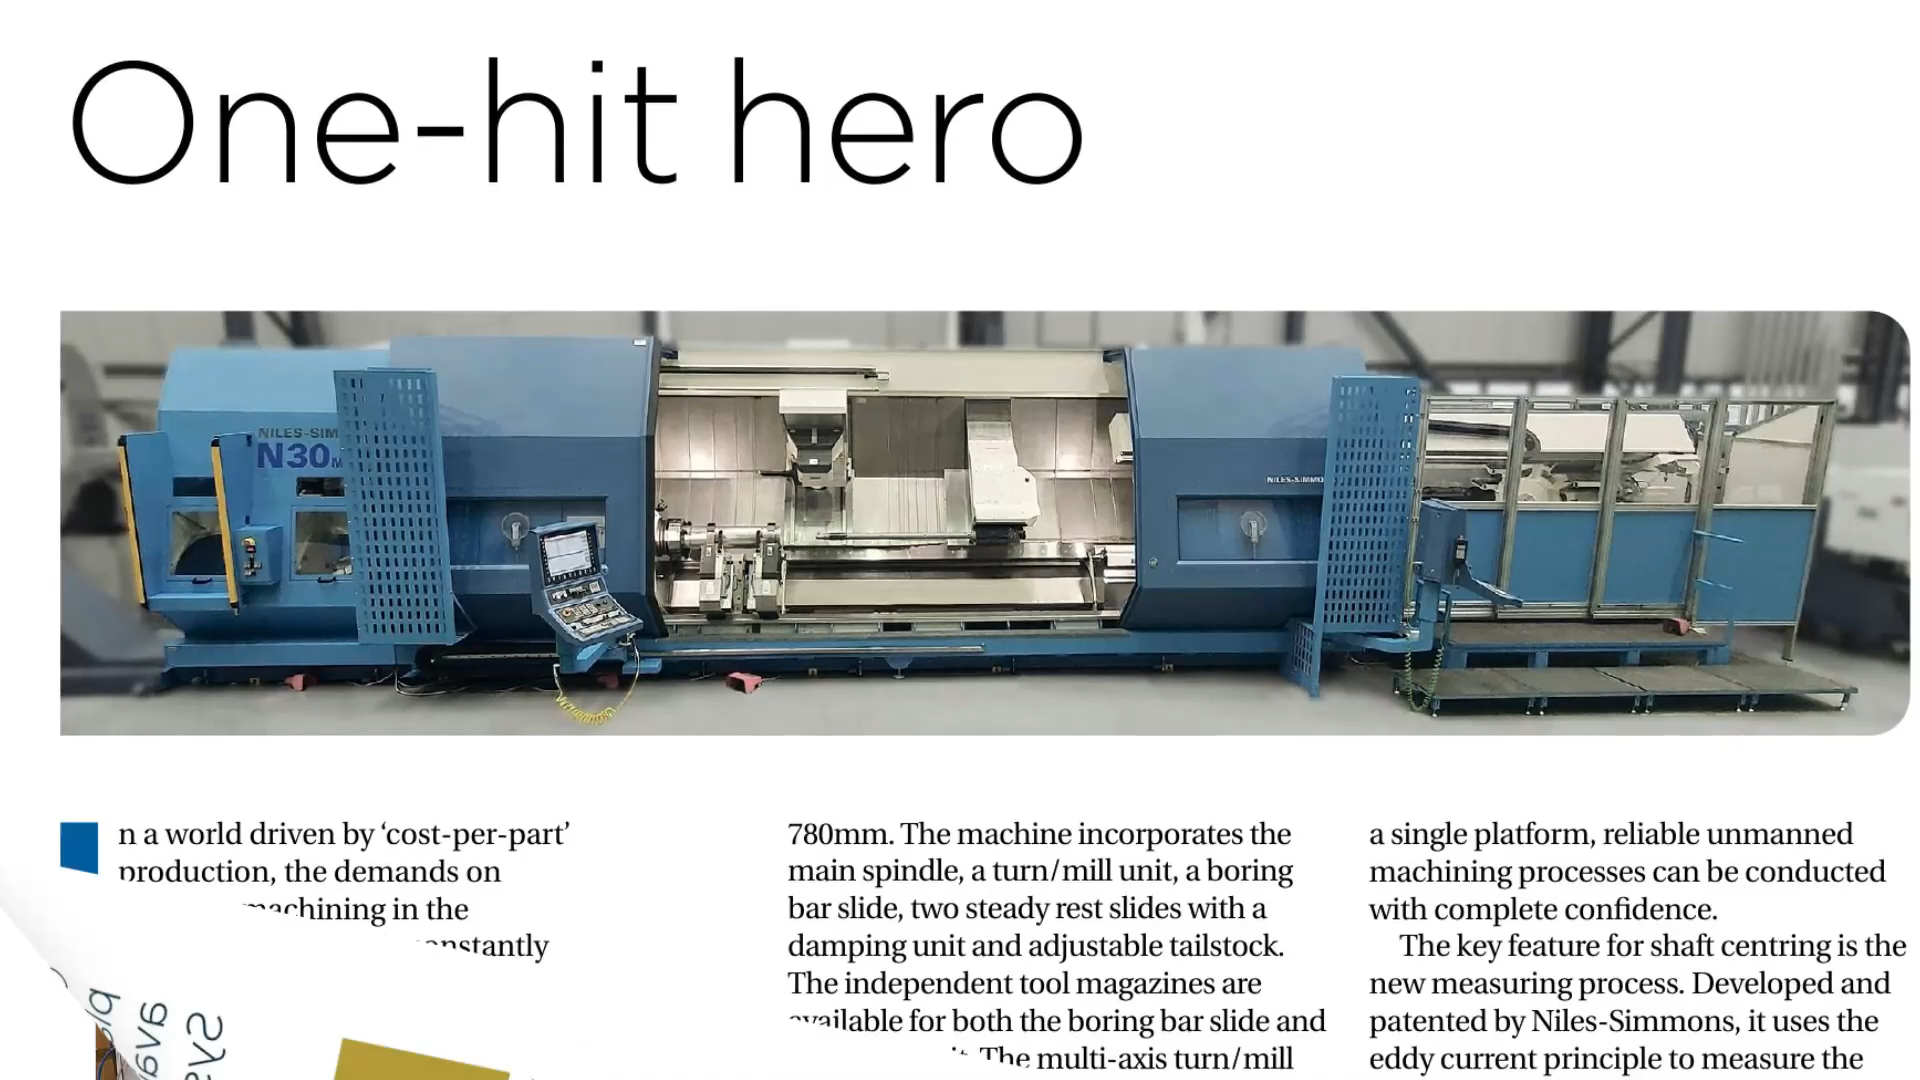 One-hit hero
NILES-SIM
N30
NILES-SIMMO
n a world driven by ‘cost-per-part’
production, the demands on
machining in the
constantly
780mm. The machine incorporates the
main spindle, a turn/mill unit, a boring
bar slide, two steady rest slides with a
damping unit and adjustable tailstock.
The independent tool magazines are
available for both the boring bar slide and
The multi-axis turn/mill
a single platform, reliable unmanned
machining processes can be conducted
with complete confidence.
The key feature for shaft centring is the
new measuring process. Developed and
patented by Niles-Simmons, it uses the
eddy current principle to measure the